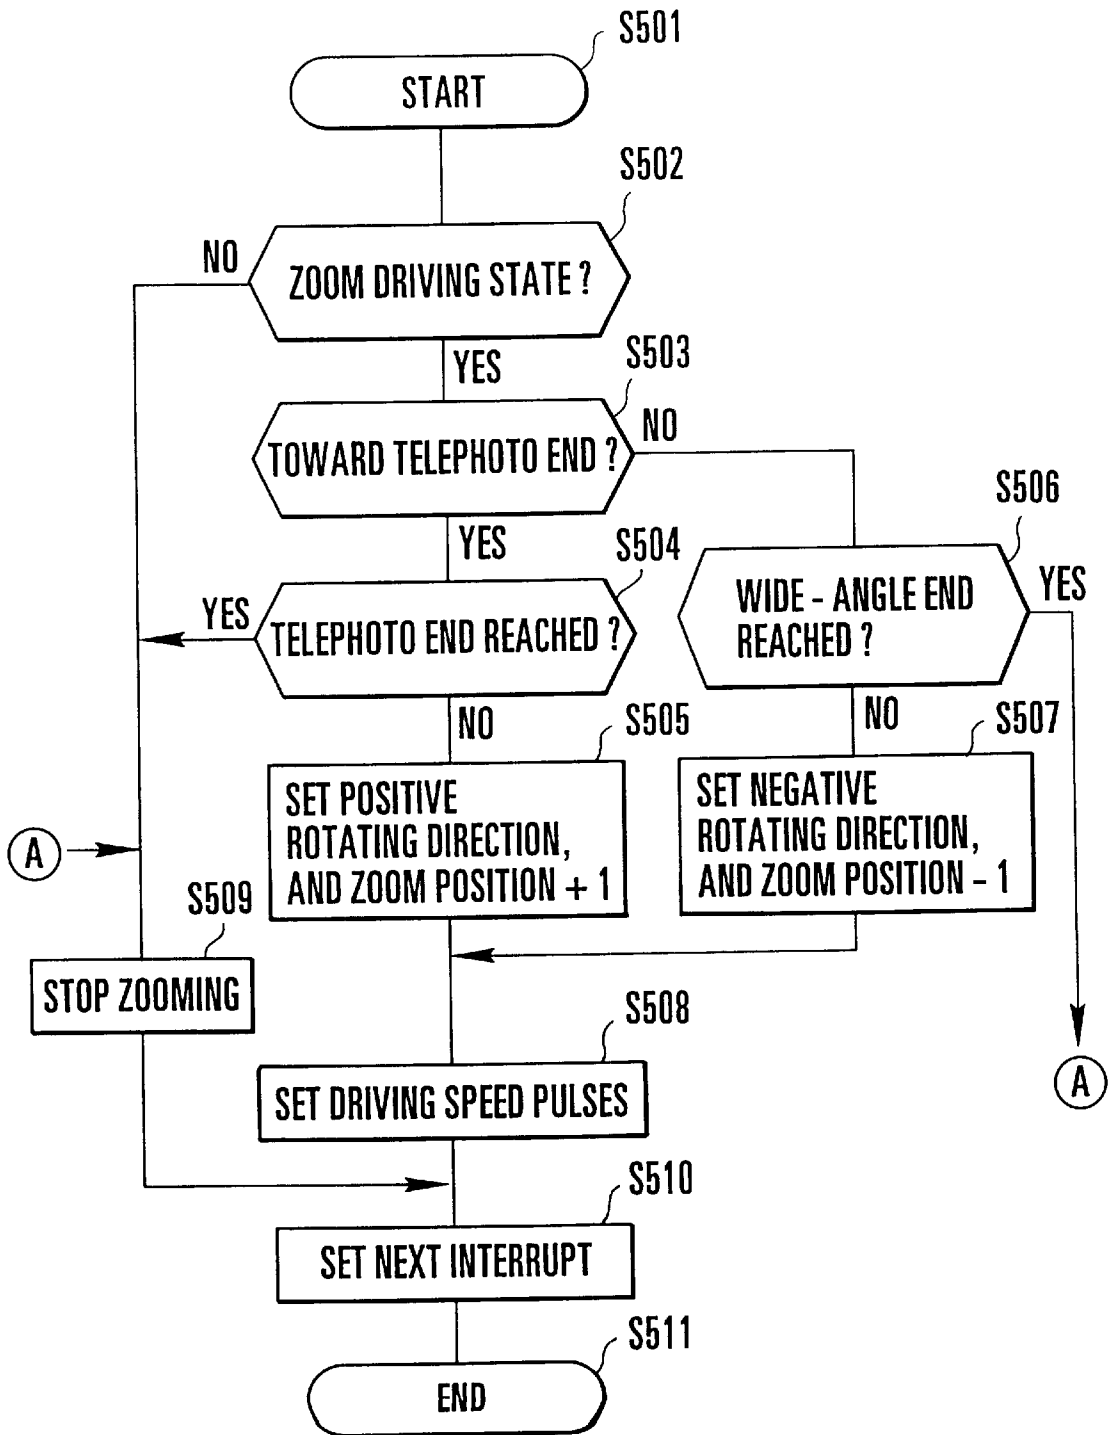 S501
START
S502
NO
ZOOM DRIVING STATE ?
YES
S503
TOWARD TELEPHOTO END ?
NO
S506
YES
S504
YES
TELEPHOTO END REACHED ?
WIDE - ANGLE END
REACHED ?
YES
NO
S505
NO
S507
SET POSITIVE
ROTATING DIRECTION,
AND ZOOM POSITION + 1
SET NEGATIVE
ROTATING DIRECTION,
AND ZOOM POSITION - 1
A
S509
STOP ZOOMING
S508
SET DRIVING SPEED PULSES
A
S510
SET NEXT INTERRUPT
S511
END